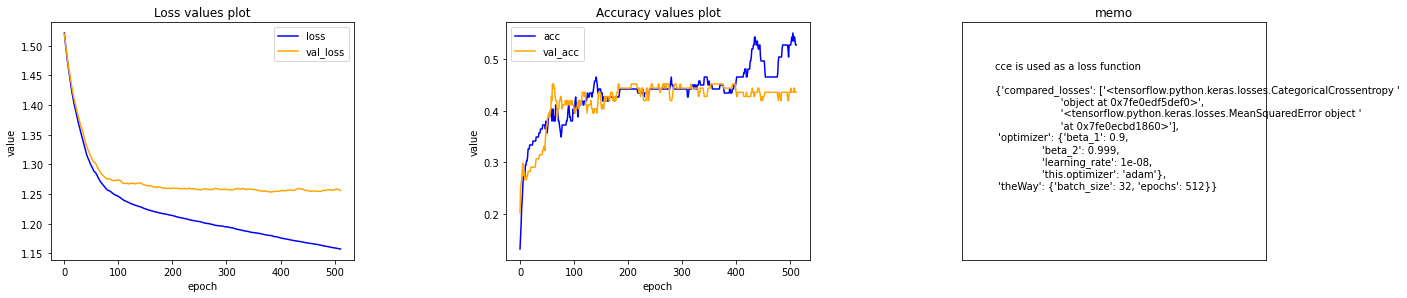 Loss values plot
loss
val_loss
1.50
1.45
1.40
1.35
1.30
1.25
1.20
1.15
value
0
100
200
300
400
500
epoch
Accuracy values plot
acc
val_acc
0.5
0.4
0.3
0.2
value
0
100
200
300
400
500
epoch
memo
cce is used as a loss function
{'compared_losses': ['<tensorflow.python.keras.losses.CategoricalCrossentropy '
'object at 0x7fe0edf5def0>',
'<tensorflow.python.keras.losses.MeanSquaredError object '
'at 0x7fe0ecbd1860>'],
'optimizer': {'beta_1': 0.9,
'beta_2': 0.999,
'learning_rate': 1e-08,
'this.optimizer': 'adam'},
'theWay': {'batch_size': 32, 'epochs': 512}}